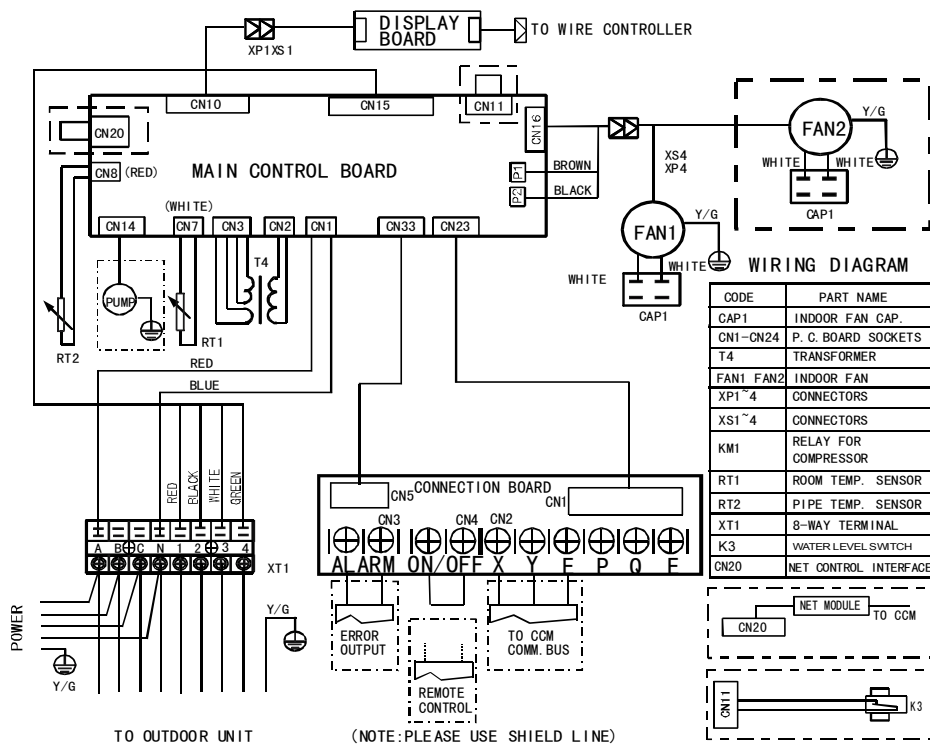 DISPLAY
BOARD
TO WIRE CONTROLLER
XP1XS1
CN10
CN15
CN11
CN16
CN20
CN8
(RED)
MAIN CONTROL BOARD
P1
BROWN
P2
BLACK
XS4
XP4
FAN2
Y/G
WHITE
WHITE
CAP1
(WHITE)
CN14
CN7
CN3
CN2
CN1
CN33
CN23
FAN1
Y/G
WHITE
WHITE
CAP1
T4
PUMP
RT2
RT1
RED
BLUE
WIRING DIAGRAM
CODE PART NAME
CAP1 INDOOR FAN CAP.
CN1-CN24 P.C.BOARD SOCKETS
T4 TRANSFORMER
FAN1 FAN2 INDOOR FAN
XP1~4 CONNECTORS
XS1~4 CONNECTORS
KM1 RELAY FOR
COMPRESSOR
RT1 ROOM TEMP. SENSOR
RT2 PIPE TEMP. SENSOR
XT1 8-WAY TERMINAL
K3 WATER LEVEL SWITCH
CN20 NET CONTROL INTERFACE
RED
BLACK
WHITE
GREEN
CN5
CONNECTION BOARD
CN1
CN3
CN4
CN2
ALARM ON/OFF X Y E P Q E
A B C N 1 2 3 4
XT1
POWER
Y/G
Y/G
ERROR
OUTPUT
REMOTE
CONTROL
TO CCM
COMM.BUS
NET MODULE
TO CCM
CN20
CN11
K3
TO OUTDOOR UNIT
(NOTE:PLEASE USE SHIELD LINE)